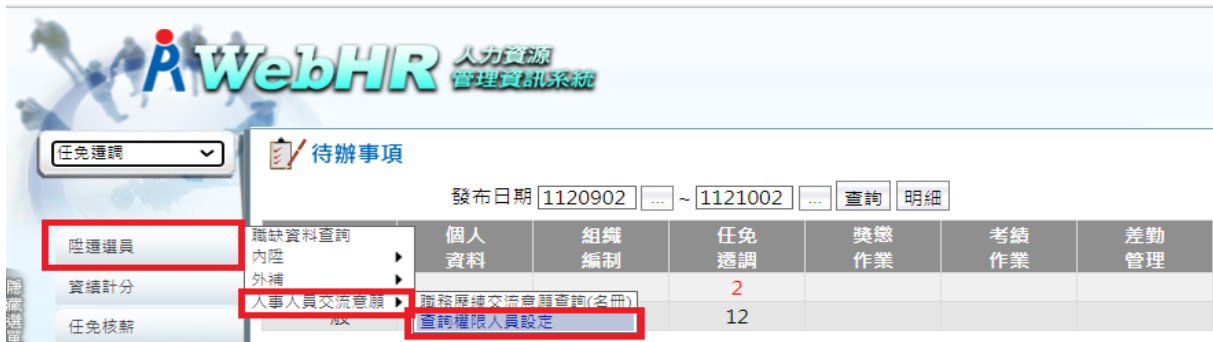 WebHR 人力資源
管理資訊系統
任免遷調
待辦事項
發布日期 1120902 ... ~ 1121002 ... 查詢 明細
陞遷選員
資績計分
任免核薪
隱藏選單
職缺資料查詢
內陞
外補
人事人員交流意願
職務歷練交流意願查詢(名冊)
查詢權限人員設定
個人 組織 任免 獎懲 考績 差勤
資料 編制 遷調 作業 作業 管理
2
般 12